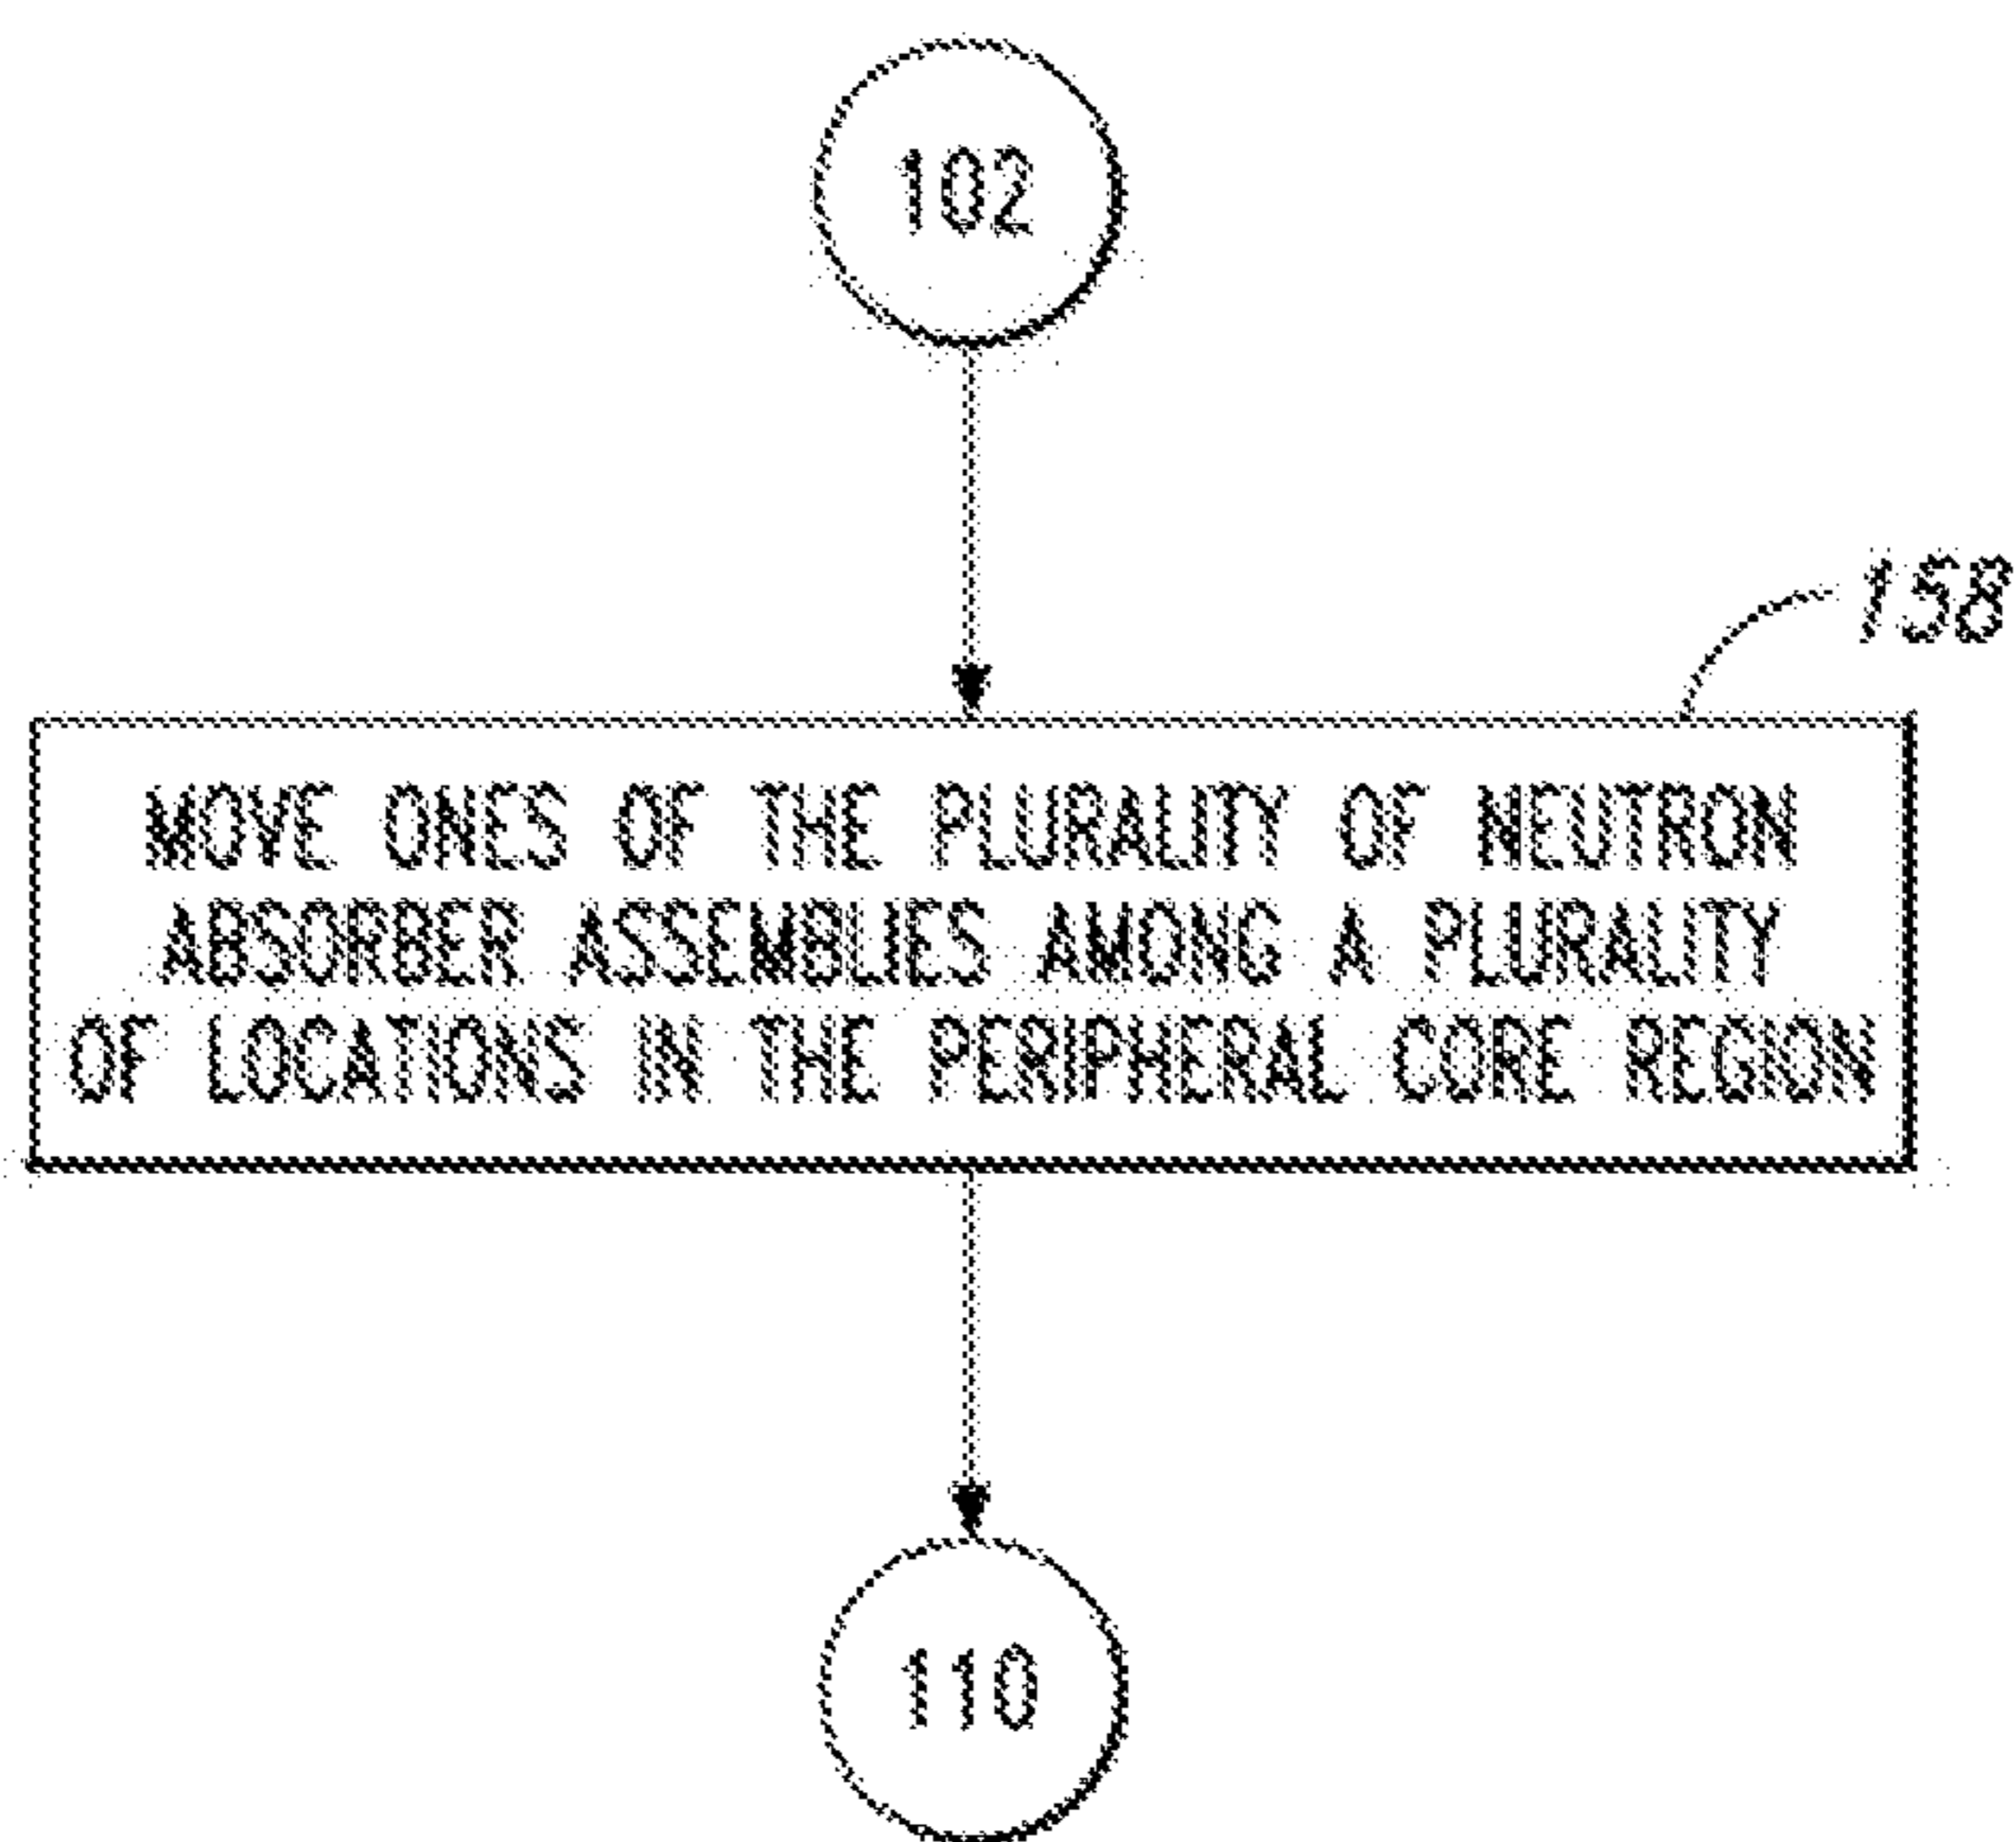 102
158
MOVE ONES OF THE PLURALITY OF NEUTRON
ABSORBER ASSEMBLIES AMONG A PLURALITY
OF LOCATIONS IN THE PERIPHERAL CORE REGION
110